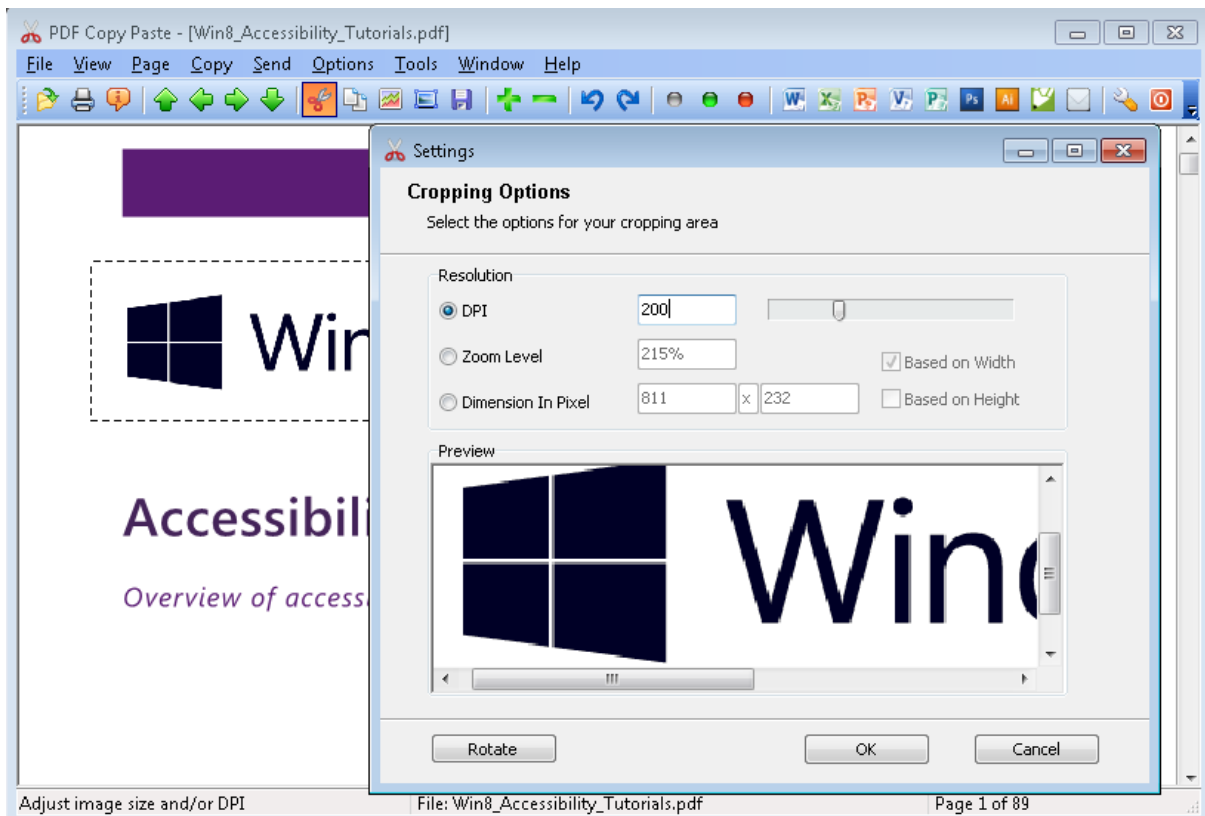 PDF Copy Paste - [Win8_Accessibility_Tutorials.pdf]
File View Page Copy Send Options Tools Window Help
Settings
Cropping Options
Select the options for your cropping area
Resolution
DPI 200
Zoom Level 215% Based on Width
Dimension In Pixel 811 x 232 Based on Height
Preview
Wind
Rotate OK Cancel
Win
Accessibili
Overview of access
Adjust image size and/or DPI File: Win8_Accessibility_Tutorials.pdf Page 1 of 89